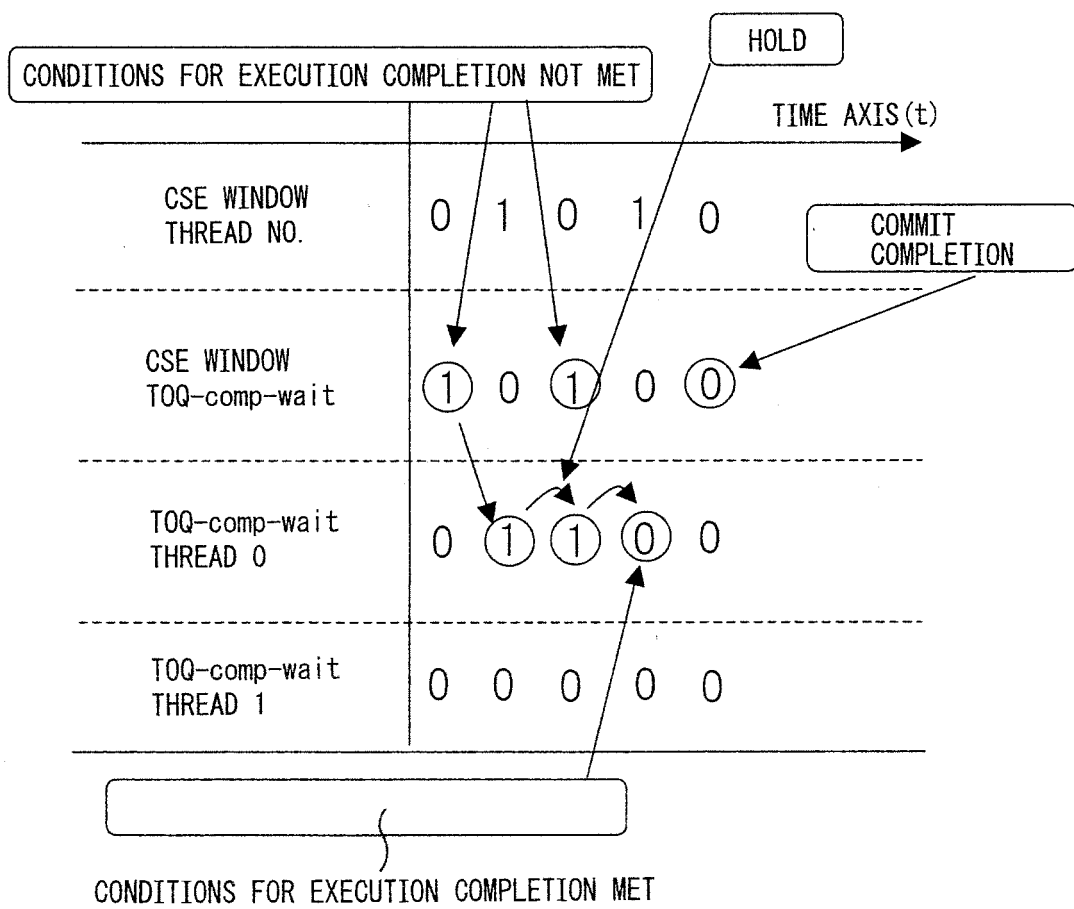 HOLD
CONDITIONS FOR EXECUTION COMPLETION NOT MET
TIME AXIS(t)
CSE WINDOW
THREAD NO.
0 1 0 1 0
COMMIT
COMPLETION
CSE WINDOW
TOQ-comp-wait
1 0 1 0 0
TOQ-comp-wait
THREAD 0
0 1 1 0 0
TOQ-comp-wait
THREAD 1
0 0 0 0 0
CONDITIONS FOR EXECUTION COMPLETION MET